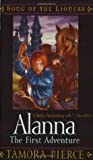 Song of the Lioness
Alanna
The First Adventure
TAMORA PIERCE